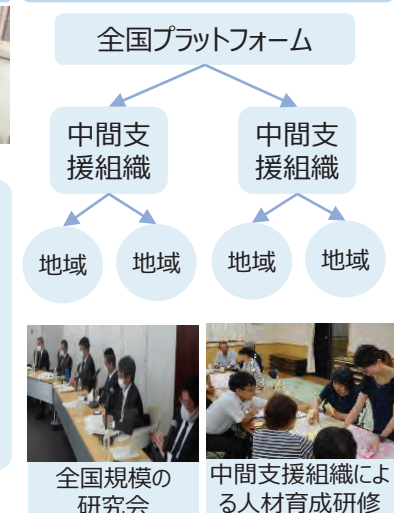 全国プラットフォーム
中間支
援組織
中間支
援組織
地域
地域
地域
地域
全国規模の
研究会
中間支援組織によ
る人材育成研修